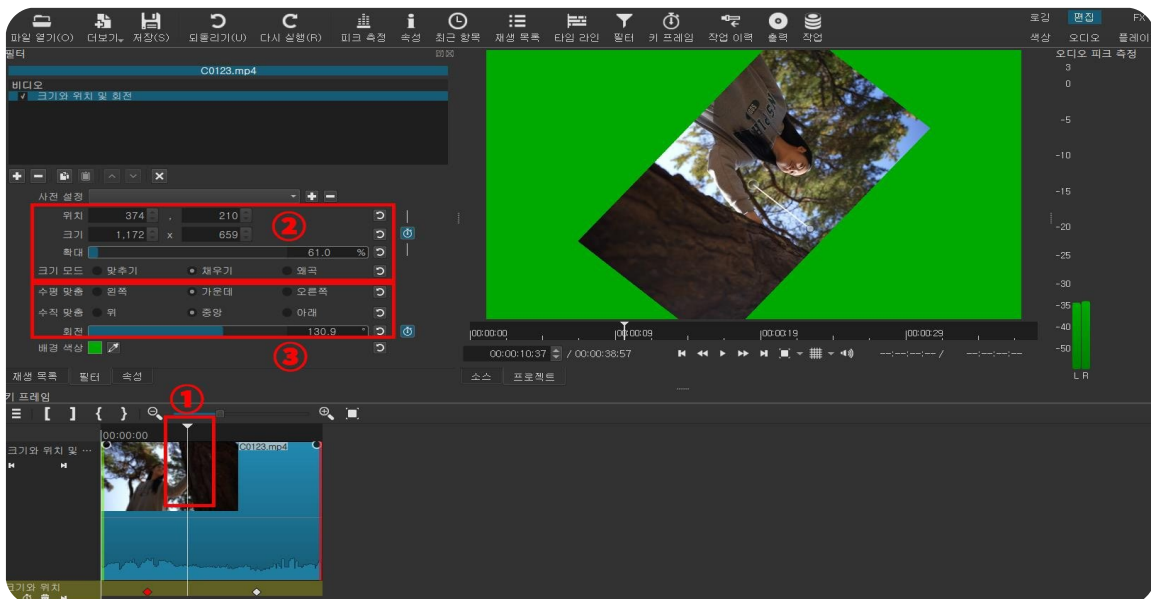 파일 열기(O) 더보기 저장(S) 되돌리기(U) 다시 실행(R) 피크 측정 속성 최근 항목 재생 목록 타임 라인 필터 키 프레임 작업 이력 출력 작업
로깅 편집 FX
색상 오디오 플레이
필터
오디오 피크 측정
C0123.mp4
비디오
크기와 위치 및 회전
사전 설정
위치 374 , 210
②
크기 1,172 x 659
확대 61.0 %
크기 모드 맞추기 채우기 왜곡
수평 맞춤 왼쪽 가운데 오른쪽
수직 맞춤 위 중앙 아래
회전 130.9 °
배경 색상
③
재생 목록 필터 속성
3
0
-5
-10
-15
-20
-25
-30
-35
-40
-50
L R
00:00:00 00:00:09 00:00:19 00:00:29
00:00:10:37 / 00:00:38:57 --:--:--:-- / --:--:--:--
소스 프로젝트
키 프레임
①
00:00:00
크기와 위치 및 …
C0123.mp4
크기와 위치